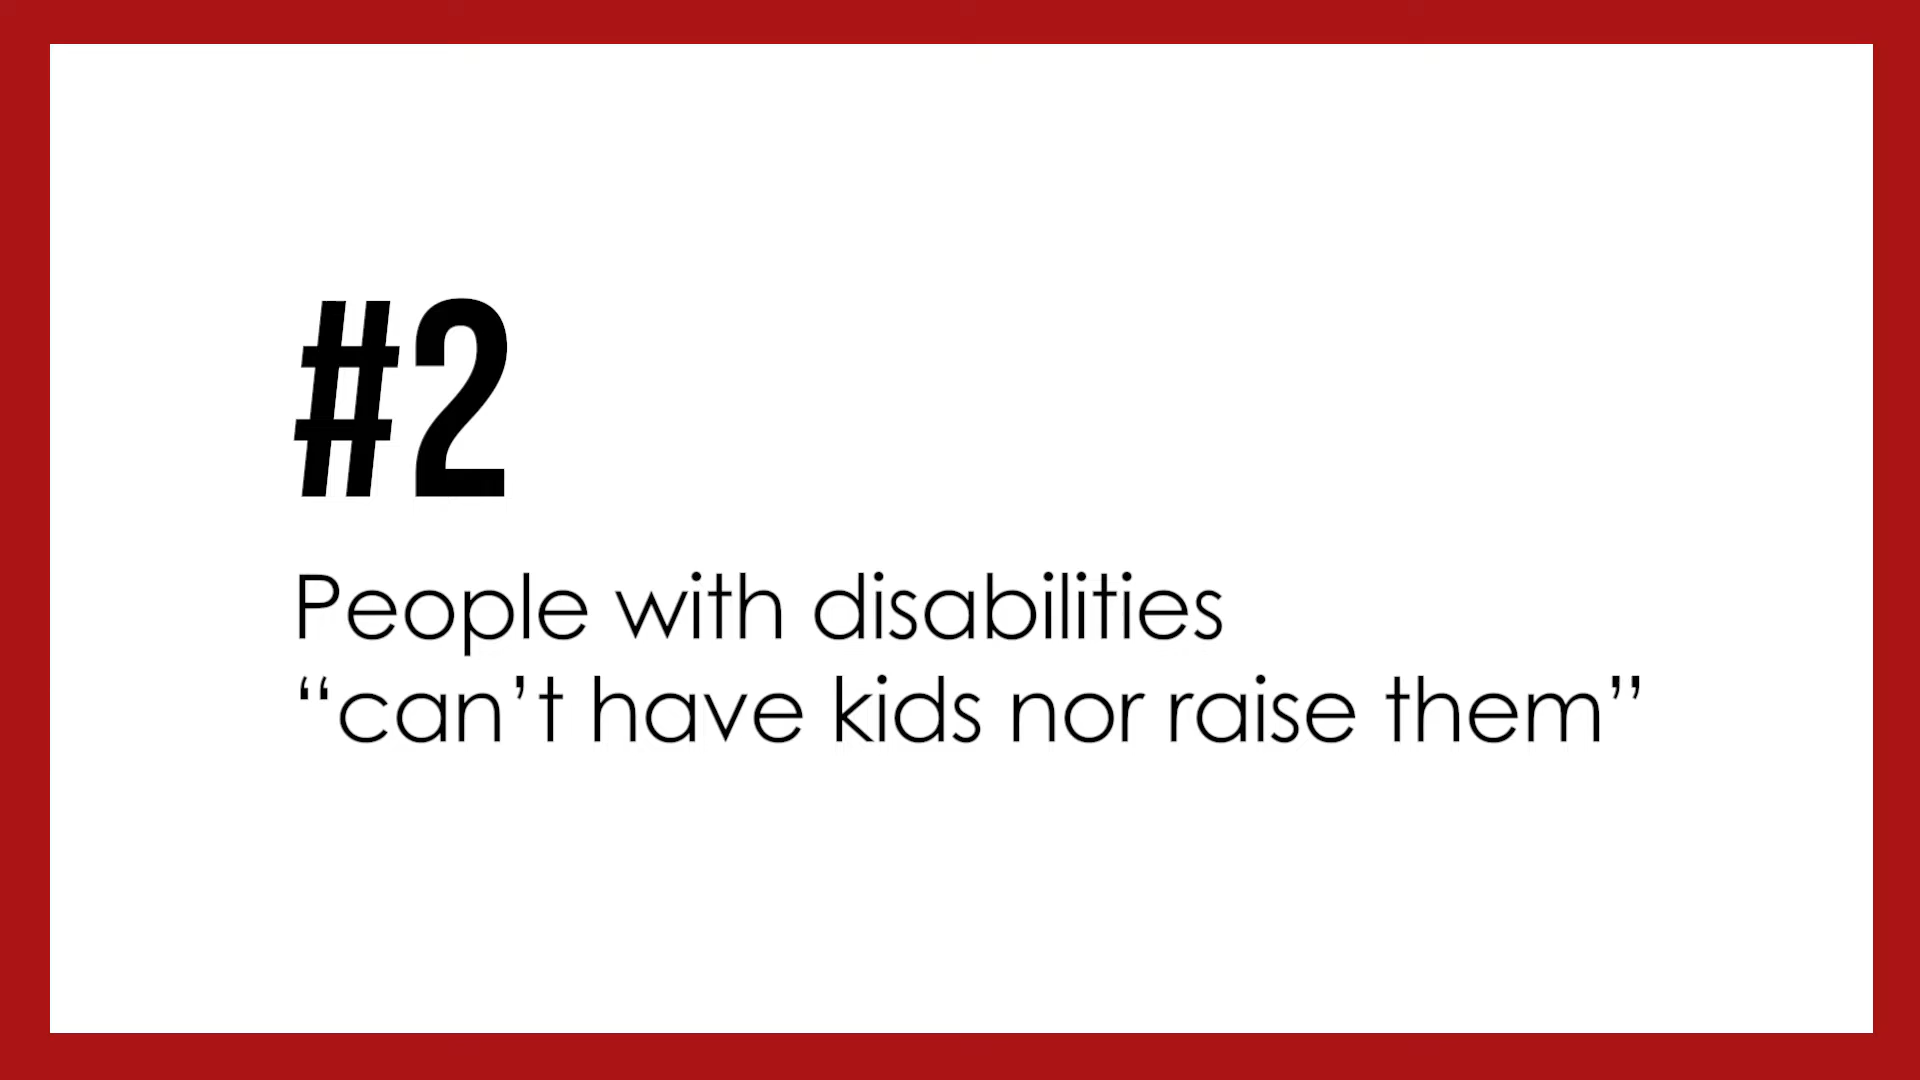 #2
People with disabilities
“can’t have kids nor raise them”